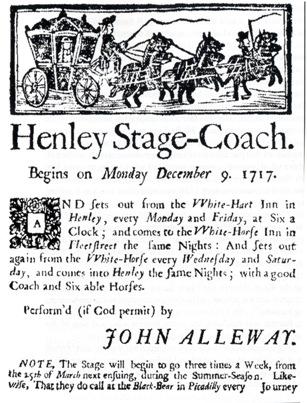 Henley Stage-Coach.
Begins on Monday December 9. 1717.
AND ſets out from the VVhite-Hart Inn in
Henley, every Monday and Friday, at Six a
Clock; and comes to the VVhite-Horſe Inn in
Fleetſtreet the ſame Nights: And ſets out
again from the VVhite-Horſe every Wedneſday and Satur-
day, and comes into Henley the ſame Nights; with a good
Coach and Six able Horſes.
Perform'd (if God permit) by
JOHN ALLEWAY.
NOTE, The Stage will begin to go three times a Week, from
the 25th of March next enſuing, during the Summer-Seaſon. Like-
wiſe, That they do call at the Black-Bear in Picadilly every Journey